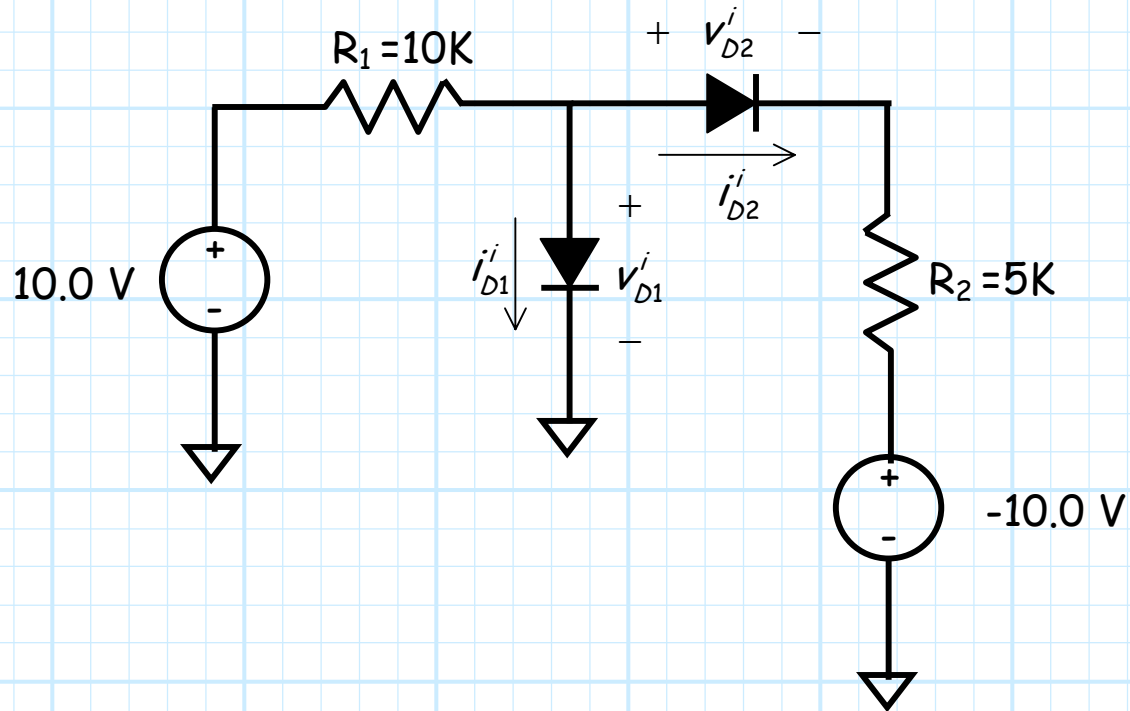 R₁ =10K
+ v^i_D2 −
i^i_D2
+
i^i_D1
v^i_D1
−
+
10.0 V
-
R₂ =5K
+
-10.0 V
-